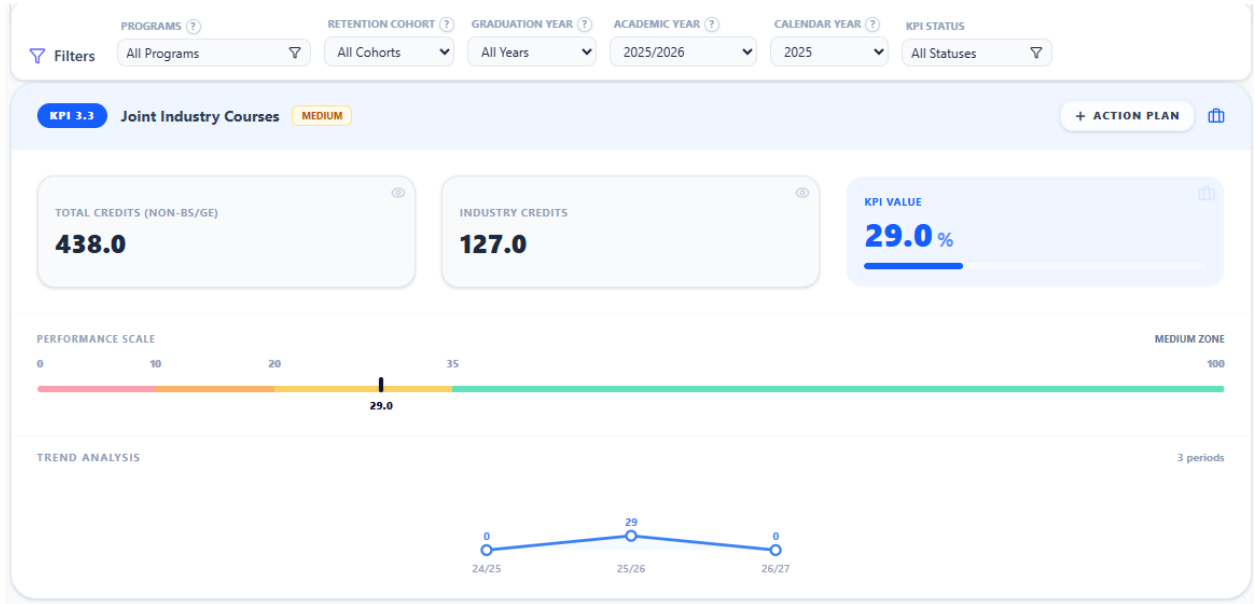 Filters
PROGRAMS ?
All Programs
RETENTION COHORT ?
All Cohorts
GRADUATION YEAR ?
All Years
ACADEMIC YEAR ?
2025/2026
CALENDAR YEAR ?
2025
KPI STATUS
All Statuses
KPI 3.3 Joint Industry Courses MEDIUM
+ ACTION PLAN
TOTAL CREDITS (NON-BS/GE)
438.0
INDUSTRY CREDITS
127.0
KPI VALUE
29.0 %
PERFORMANCE SCALE MEDIUM ZONE
0 10 20 35 100
29.0
TREND ANALYSIS 3 periods
0 29 0
24/25 25/26 26/27